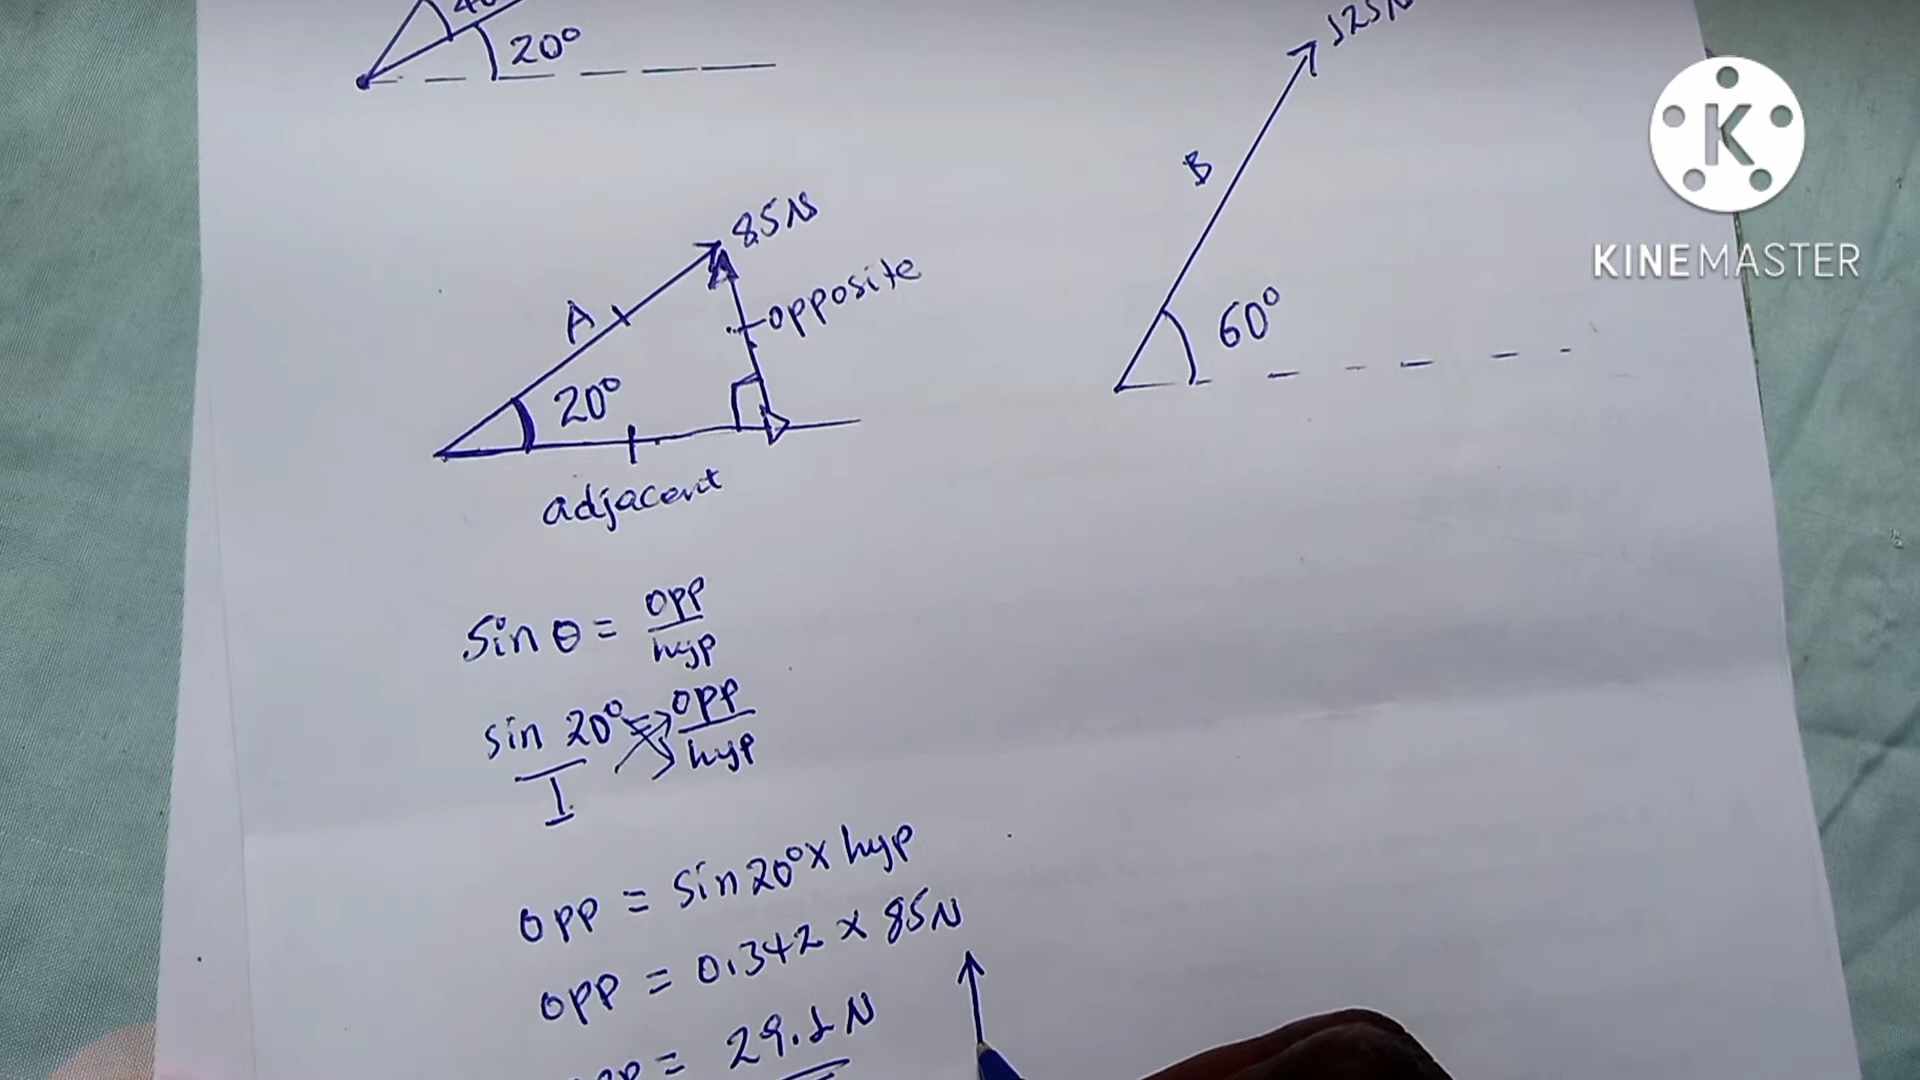 20°
125N
85N
B
opposite
A
60°
20°
adjacent
Sin θ = opp/hyp
sin 20°/1 = opp/hyp
opp = sin 20° x hyp
opp = 0.342 x 85N
= 29.1N
K
KINEMASTER